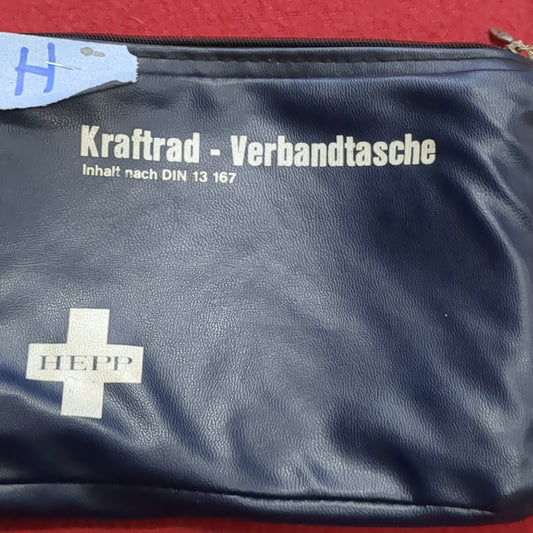 H
Kraftrad - Verbandtasche
Inhalt nach DIN 13 167
HEPP